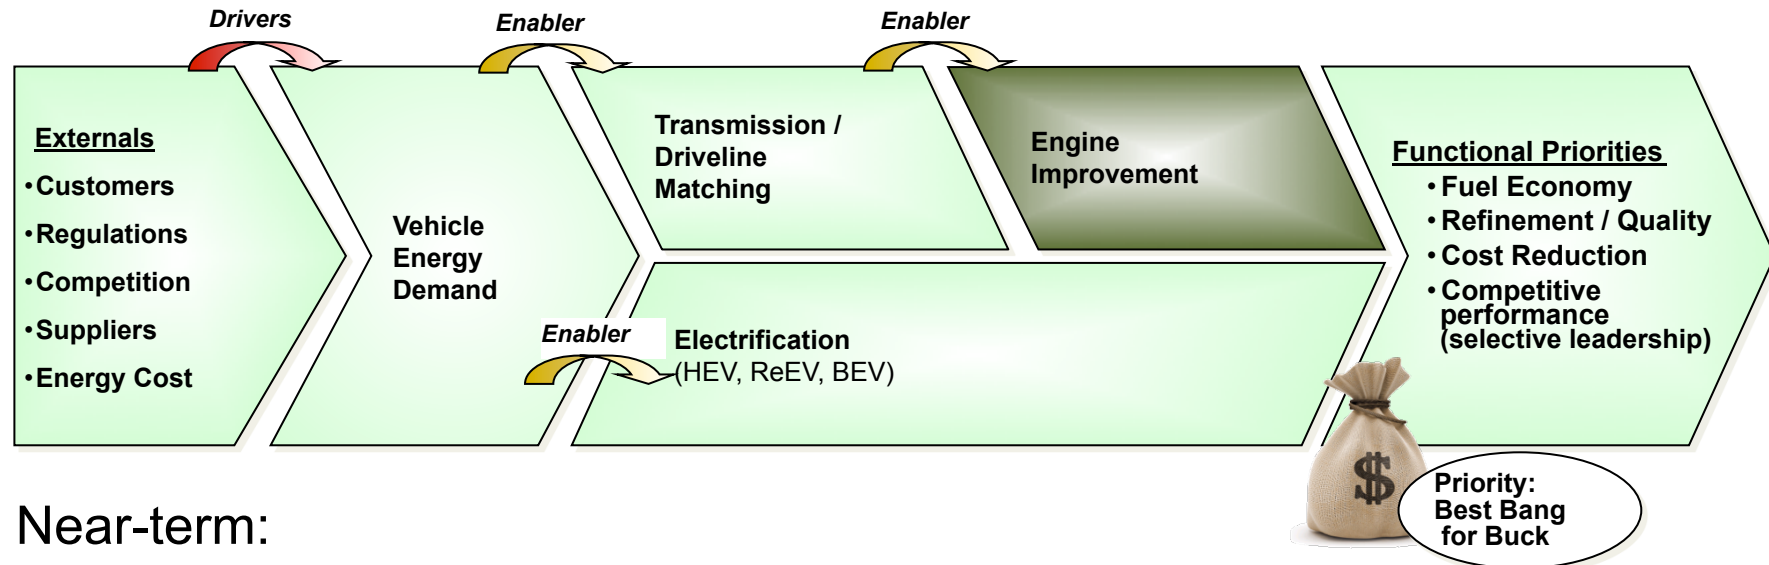 Drivers
Enabler
Enabler
Externals
•Customers
•Regulations
•Competition
•Suppliers
•Energy Cost
Vehicle
Energy
Demand
Transmission /
Driveline
Matching
Engine
Improvement
Enabler
Electrification
(HEV, ReEV, BEV)
Functional Priorities
•Fuel Economy
•Refinement / Quality
•Cost Reduction
•Competitive
performance
(selective leadership)
$
Priority:
Best Bang
for Buck
Near-term: